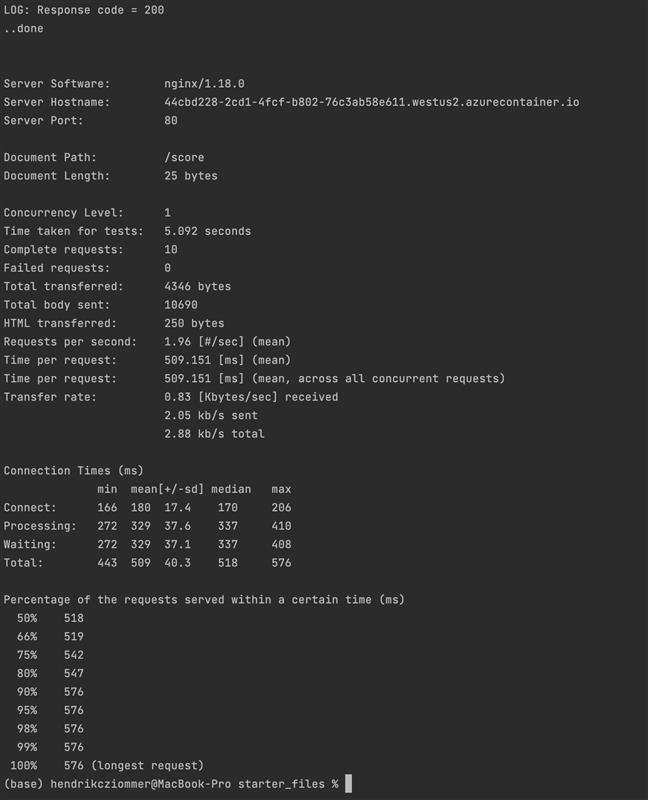 LOG: Response code = 200
..done
Server Software: nginx/1.18.0
Server Hostname: 44cbd228-2cd1-4fcf-b802-76c3ab58e611.westus2.azurecontainer.io
Server Port: 80
Document Path: /score
Document Length: 25 bytes
Concurrency Level: 1
Time taken for tests: 5.092 seconds
Complete requests: 10
Failed requests: 0
Total transferred: 4346 bytes
Total body sent: 10690
HTML transferred: 250 bytes
Requests per second: 1.96 [#/sec] (mean)
Time per request: 509.151 [ms] (mean)
Time per request: 509.151 [ms] (mean, across all concurrent requests)
Transfer rate: 0.83 [Kbytes/sec] received
2.05 kb/s sent
2.88 kb/s total
Connection Times (ms)
min mean[+/-sd] median max
Connect: 166 180 17.4 170 206
Processing: 272 329 37.6 337 410
Waiting: 272 329 37.1 337 408
Total: 443 509 40.3 518 576
Percentage of the requests served within a certain time (ms)
50% 518
66% 519
75% 542
80% 547
90% 576
95% 576
98% 576
99% 576
100% 576 (longest request)
(base) hendrikcziommer@MacBook-Pro starter_files %